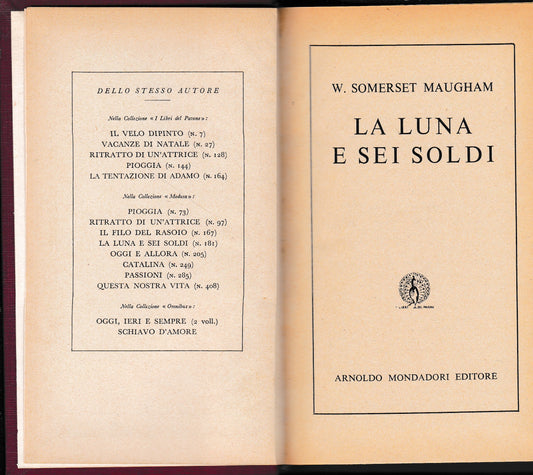 DELLO STESSO AUTORE
Nella Collezione « I Libri del Pavone » :
IL VELO DIPINTO (N. 7)
VACANZE DI NATALE (N. 27)
RITRATTO DI UN'ATTRICE (N. 128)
PIOGGIA (N. 144)
LA TENTAZIONE DI ADAMO (N. 164)
Nella Collezione « Medusa » :
PIOGGIA (N. 73)
RITRATTO DI UN'ATTRICE (N. 97)
IL FILO DEL RASOIO (N. 167)
LA LUNA E SEI SOLDI (N. 181)
OGGI E ALLORA (N. 205)
CATALINA (N. 249)
PASSIONI (N. 285)
QUESTA NOSTRA VITA (N. 408)
Nella Collezione « Omnibus » :
OGGI, IERI E SEMPRE (2 voll.)
SCHIAVO D'AMORE
W. SOMERSET MAUGHAM
LA LUNA
E SEI SOLDI
ARNOLDO MONDADORI EDITORE